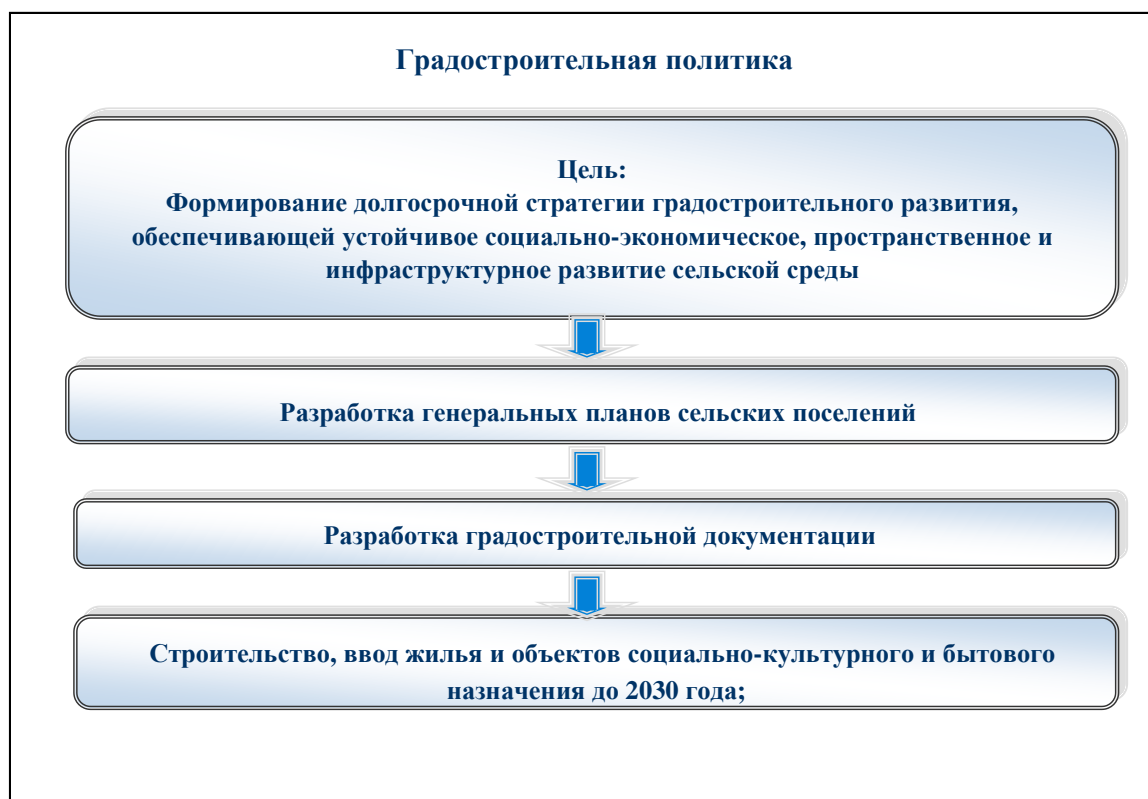 Градостроительная политика
Цель:
Формирование долгосрочной стратегии градостроительного развития,
обеспечивающей устойчивое социально-экономическое, пространственное и
инфраструктурное развитие сельской среды
Разработка генеральных планов сельских поселений
Разработка градостроительной документации
Строительство, ввод жилья и объектов социально-культурного и бытового
назначения до 2030 года;